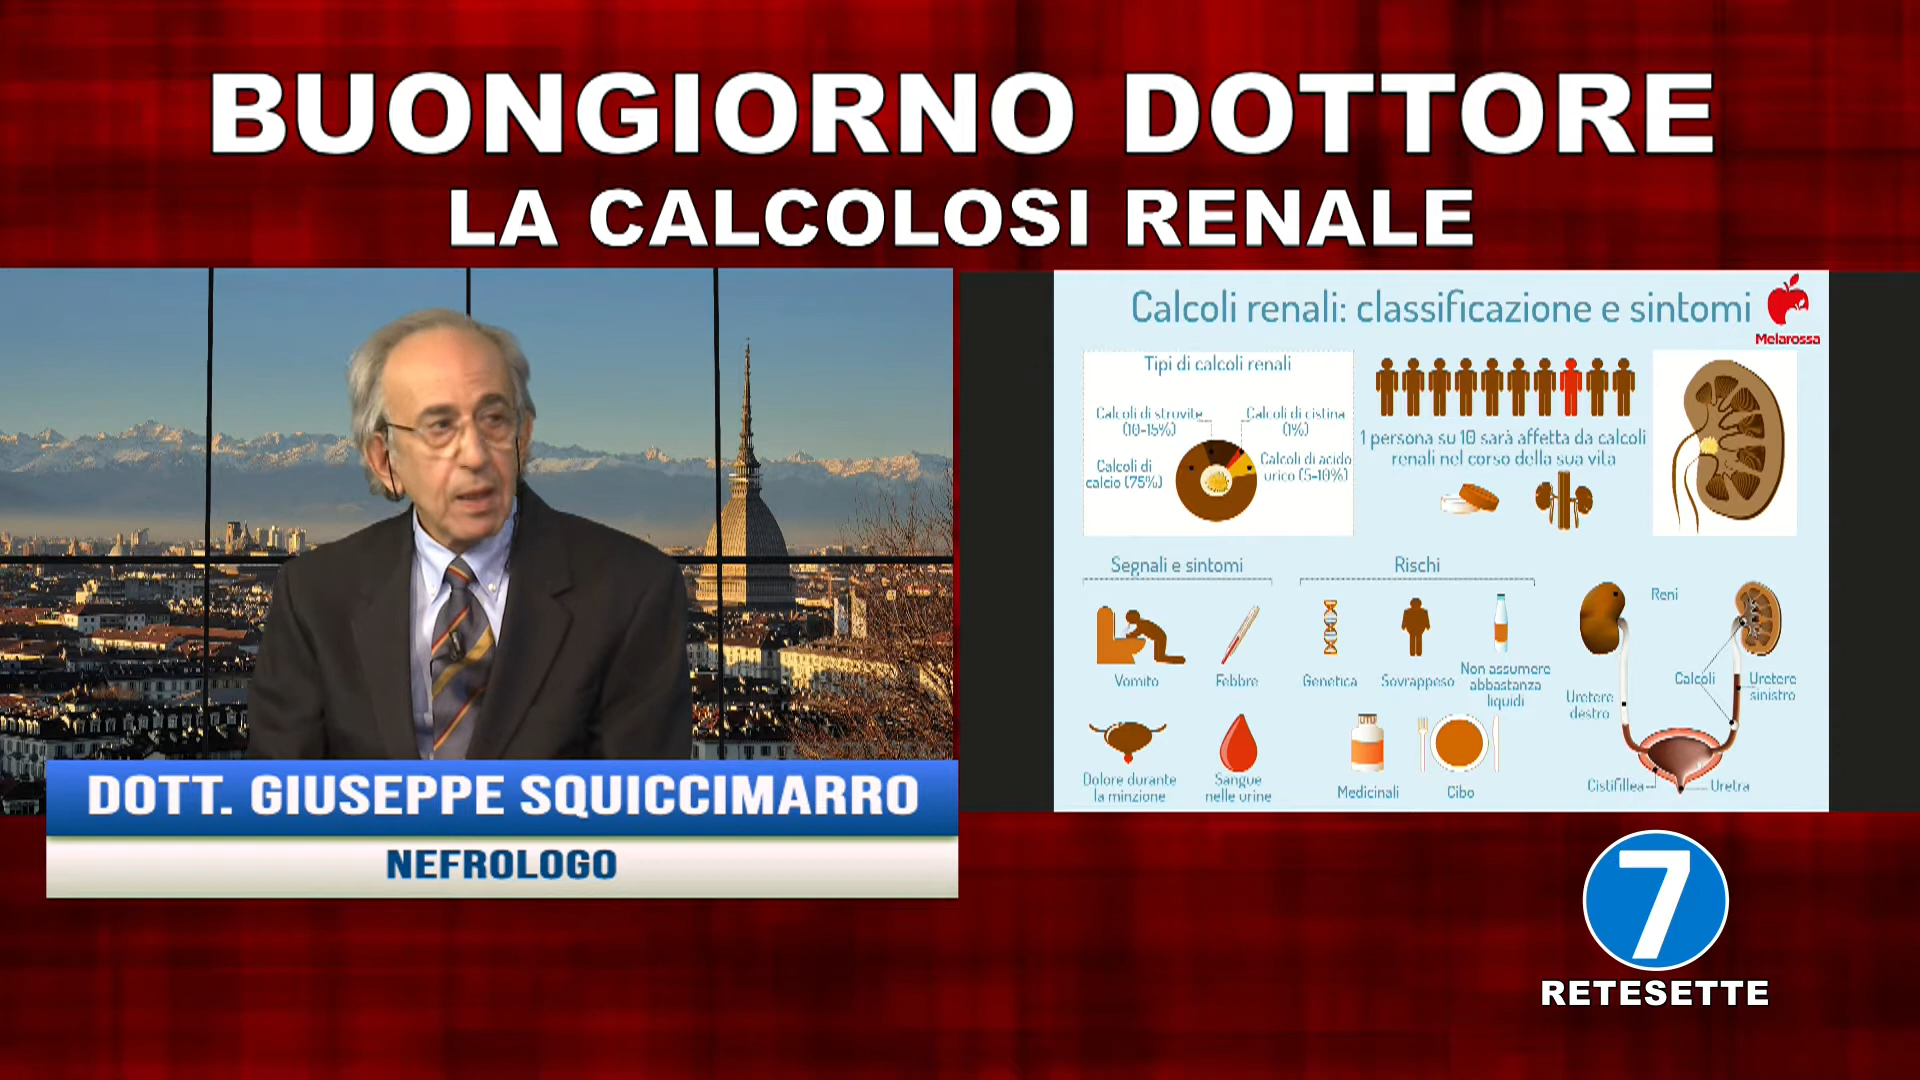 BUONGIORNO DOTTORE
LA CALCOLOSI RENALE
DOTT. GIUSEPPE SQUICCIMARRO
NEFROLOGO
Calcoli renali: classificazione e sintomi
Melarossa
Tipi di calcoli renali
Calcoli di struvite
(10-15%)
Calcoli di cistina
(1%)
Calcoli di
calcio (75%)
Calcoli di acido
urico (5-10%)
1 persona su 10 sarà affetta da calcoli
renali nel corso della sua vita
Segnali e sintomi
Vomito
Febbre
Dolore durante
la minzione
Sangue
nelle urine
Rischi
Genetica
Sovrappeso
Non assumere
abbastanza
liquidi
Medicinali
Cibo
Reni
Calcoli
Uretere
sinistro
Uretere
destro
Cistifillea
Uretra
7
RETESETTE